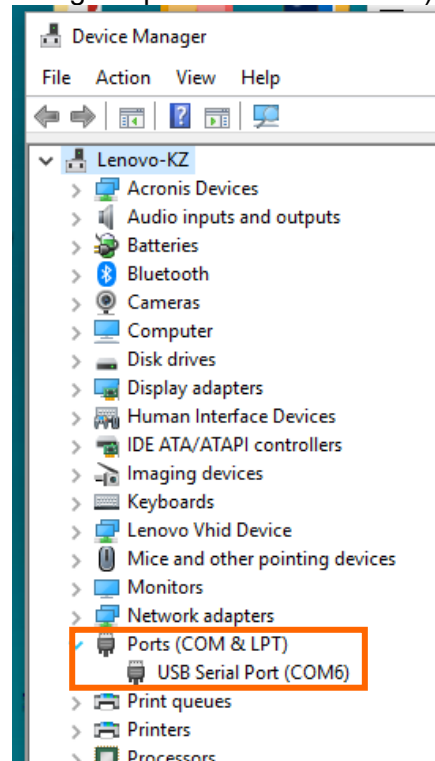 Device Manager
File Action View Help
Lenovo-KZ
Acronis Devices
Audio inputs and outputs
Batteries
Bluetooth
Cameras
Computer
Disk drives
Display adapters
Human Interface Devices
IDE ATA/ATAPI controllers
Imaging devices
Keyboards
Lenovo Vhid Device
Mice and other pointing devices
Monitors
Network adapters
Ports (COM & LPT)
USB Serial Port (COM6)
Print queues
Printers
Processors